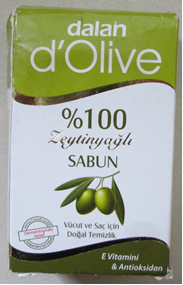 dalan
d'Olive
%100
Zeytinyağlı
SABUN
Vücut ve Saç için
Doğal Temizlik
E Vitamini
& Antioksidan